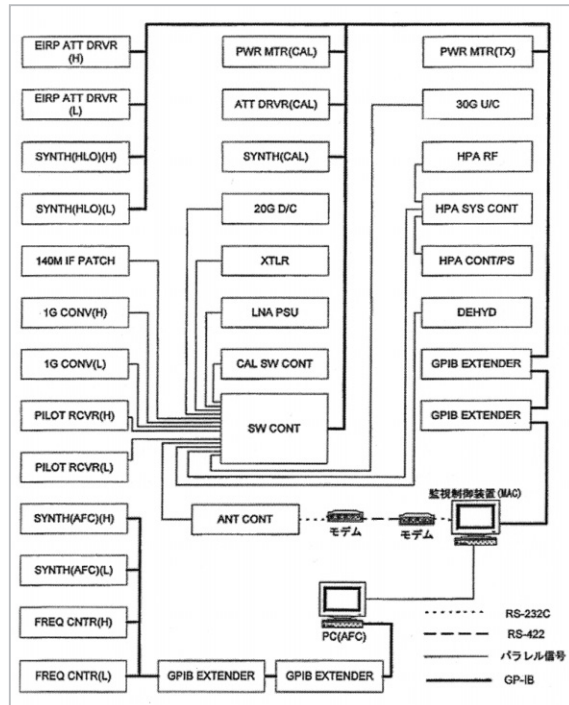 EIRP ATT DRVR
(H)
EIRP ATT DRVR
(L)
SYNTH(HLO)(H)
SYNTH(HLO)(L)
140M IF PATCH
1G CONV(H)
1G CONV(L)
PILOT RCVR(H)
PILOT RCVR(L)
SYNTH(AFC)(H)
SYNTH(AFC)(L)
FREQ CNTR(H)
FREQ CNTR(L)
PWR MTR(CAL)
ATT DRVR(CAL)
SYNTH(CAL)
20G D/C
XTLR
LNA PSU
CAL SW CONT
SW CONT
ANT CONT
PWR MTR(TX)
30G U/C
HPA RF
HPA SYS CONT
HPA CONT/PS
DEHYD
GPIB EXTENDER
GPIB EXTENDER
監視制御装置(MAC)
モデム
モデム
PC(AFC)
GPIB EXTENDER
GPIB EXTENDER
RS-232C
RS-422
パラレル信号
GP-IB